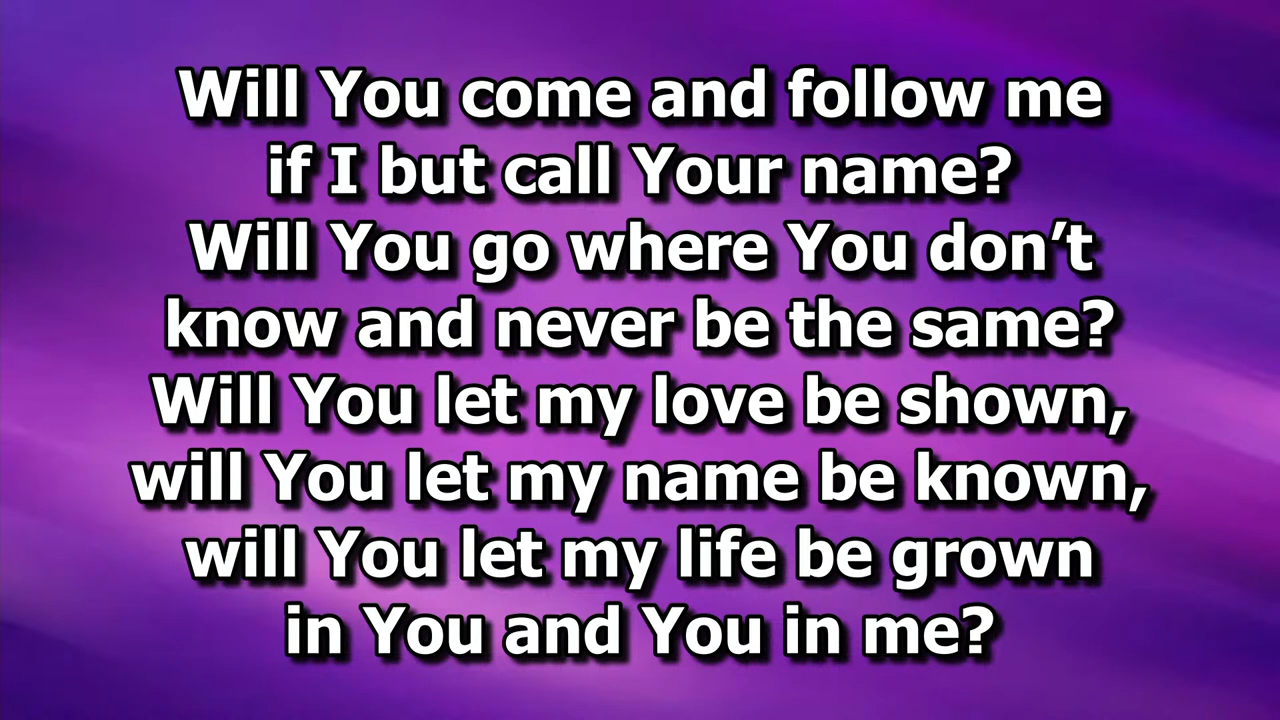 Will You come and follow me
if I but call Your name?
Will You go where You don’t
know and never be the same?
Will You let my love be shown,
will You let my name be known,
will You let my life be grown
in You and You in me?